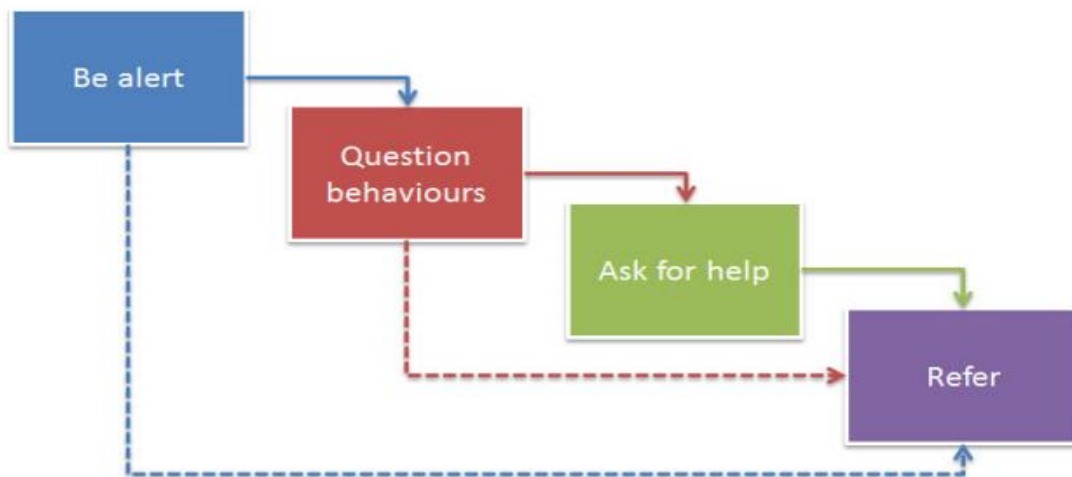 Be alert
Question
behaviours
Ask for help
Refer